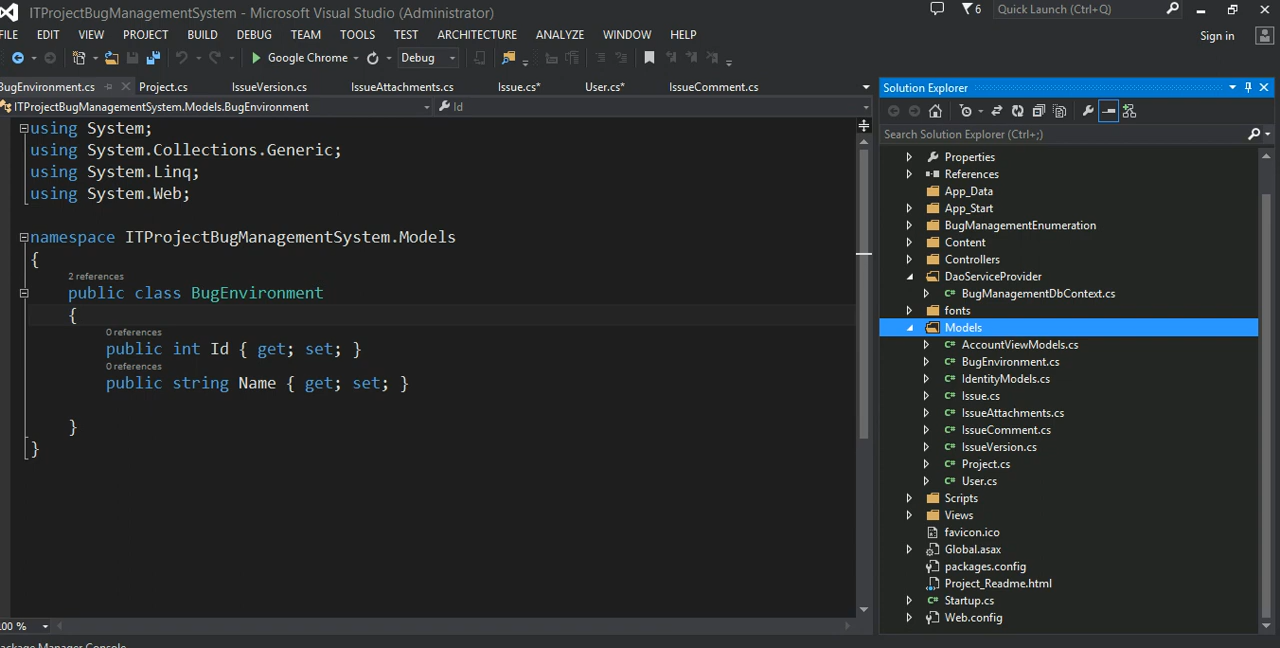 ITProjectBugManagementSystem - Microsoft Visual Studio (Administrator)
6
Quick Launch (Ctrl+Q)
FILE EDIT VIEW PROJECT BUILD DEBUG TEAM TOOLS TEST ARCHITECTURE ANALYZE WINDOW HELP
Sign in
Google Chrome
Debug
BugEnvironment.cs Project.cs IssueVersion.cs IssueAttachments.cs Issue.cs* User.cs* IssueComment.cs
ITProjectBugManagementSystem.Models.BugEnvironment
Id
using System;
using System.Collections.Generic;
using System.Linq;
using System.Web;
namespace ITProjectBugManagementSystem.Models
{
2 references
public class BugEnvironment
{
0 references
public int Id { get; set; }
0 references
public string Name { get; set; }
}
}
00 %
Package Manager Console
Solution Explorer
Search Solution Explorer (Ctrl+;)
Properties
References
App_Data
App_Start
BugManagementEnumeration
Content
Controllers
DaoServiceProvider
C# BugManagementDbContext.cs
fonts
Models
C# AccountViewModels.cs
C# BugEnvironment.cs
C# IdentityModels.cs
C# Issue.cs
C# IssueAttachments.cs
C# IssueComment.cs
C# IssueVersion.cs
C# Project.cs
C# User.cs
Scripts
Views
favicon.ico
Global.asax
packages.config
Project_Readme.html
C# Startup.cs
Web.config